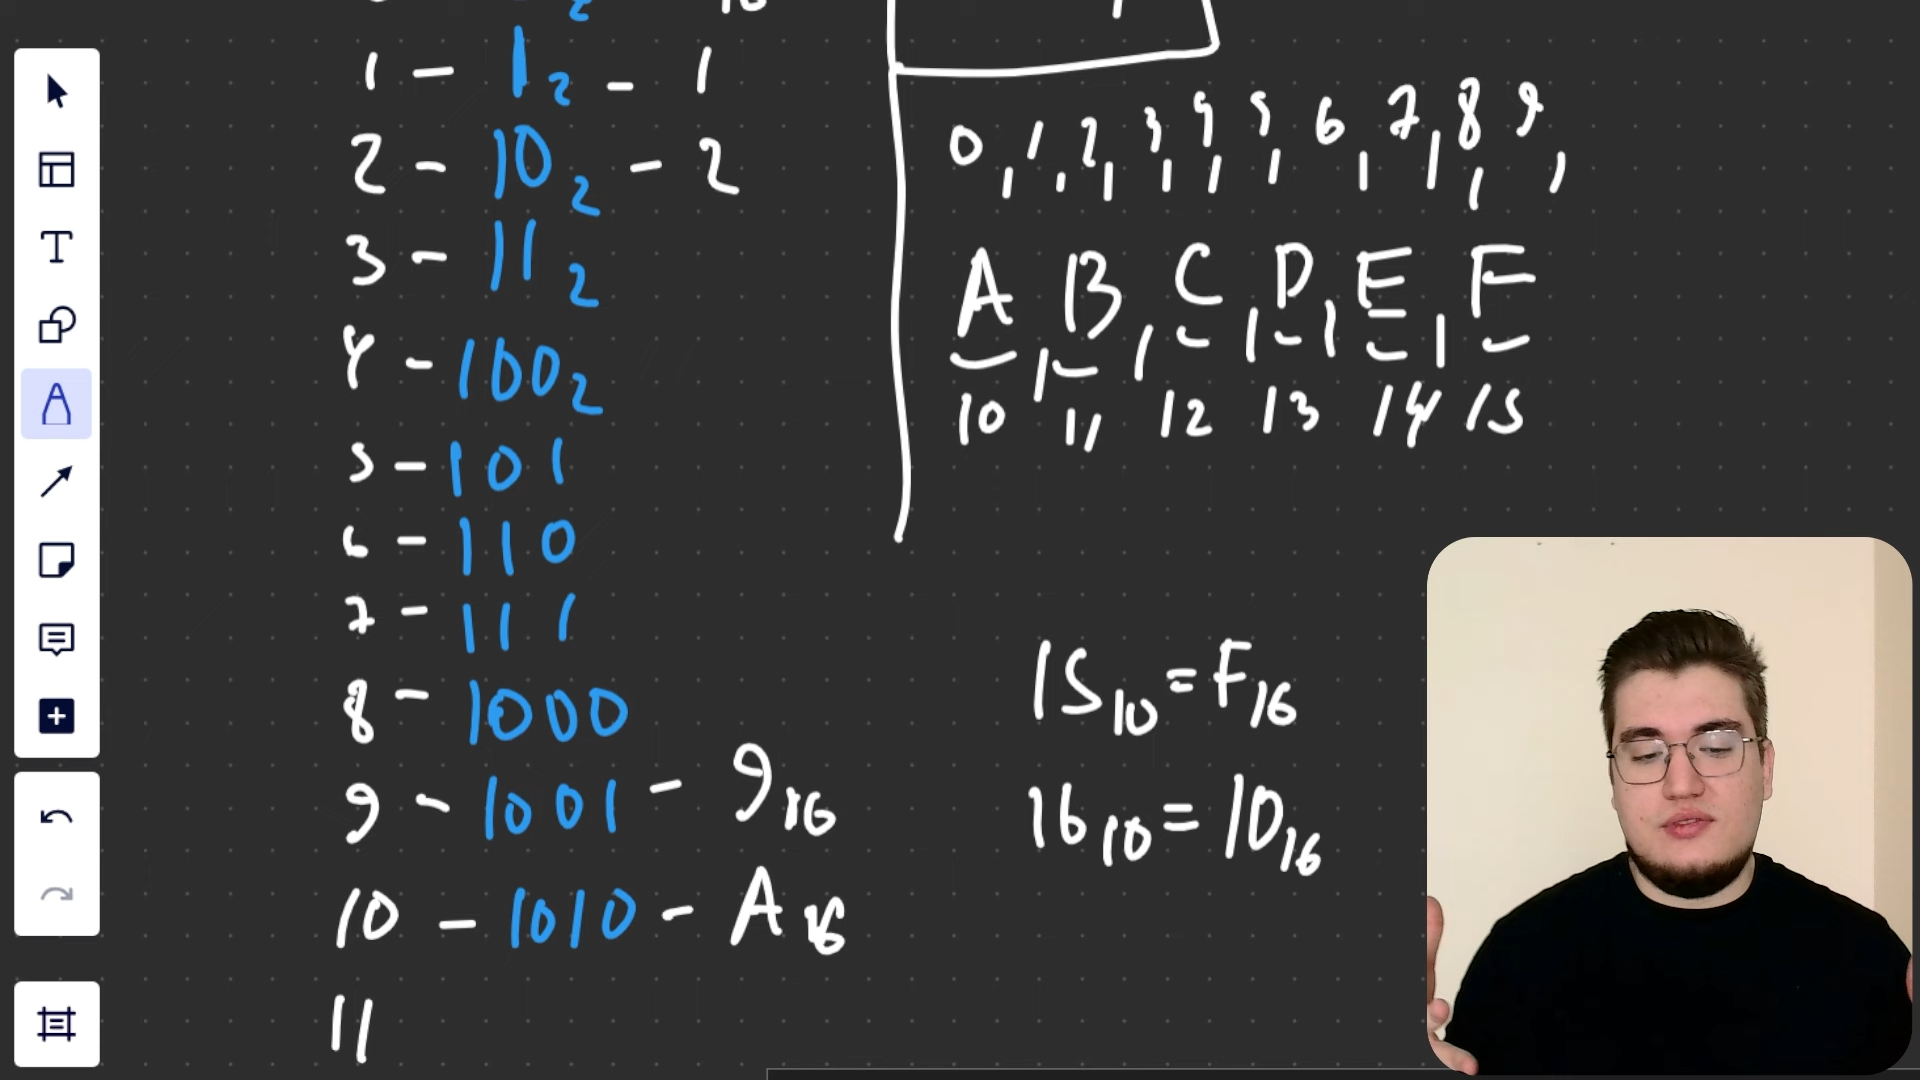 1 - 1₂ - 1
2 - 10₂ - 2
3 - 11₂
4 - 100₂
5 - 101
6 - 110
7 - 111
8 - 1000
9 - 1001 - 9₁₆
10 - 1010 - A₁₆
11
0, 1, 2, 3, 4, 5, 6, 7, 8, 9,
A, B, C, D, E, F
10 11 12 13 14 15
15₁₀ = F₁₆
16₁₀ = 10₁₆
T